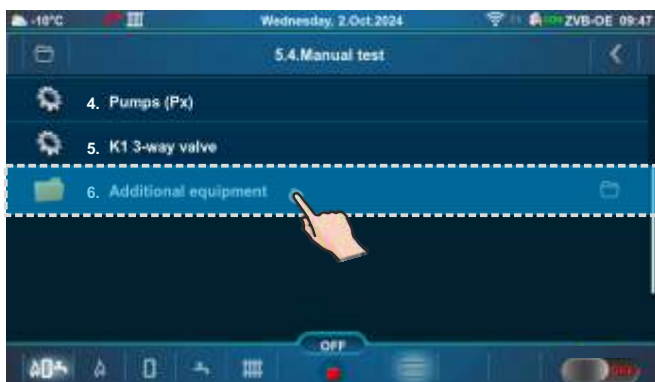 -10°C Wednesday, 2.Oct.2024 ZVB-OE 09:47
5.4.Manual test
4. Pumps (Px)
5. K1 3-way valve
6. Additional equipment
OFF